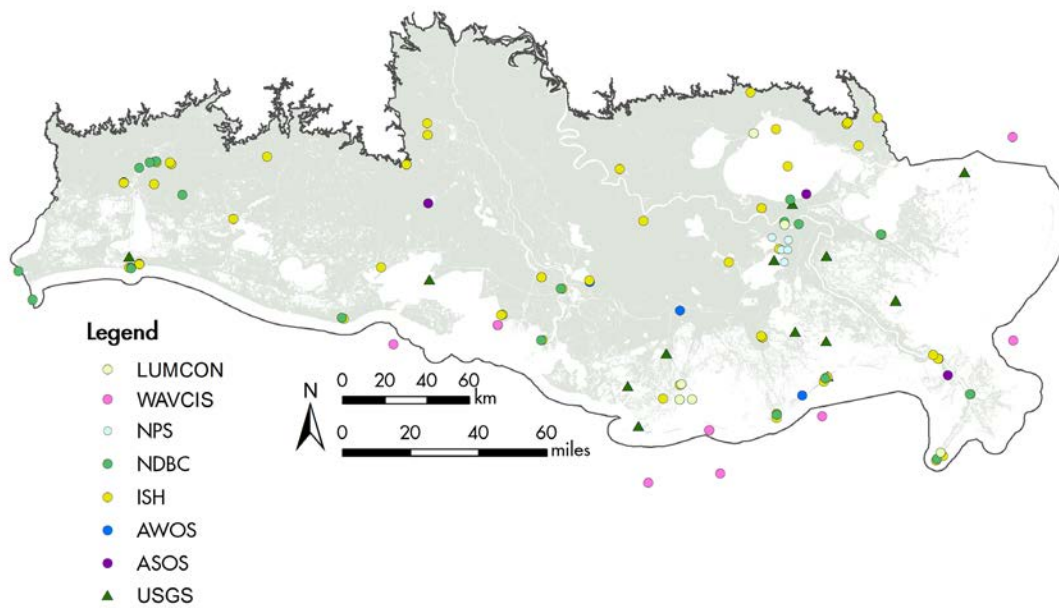 Legend
LUMCON
WAVCIS
NPS
NDBC
ISH
AWOS
ASOS
USGS
N
0 20 40 60
km
0 20 40 60
miles